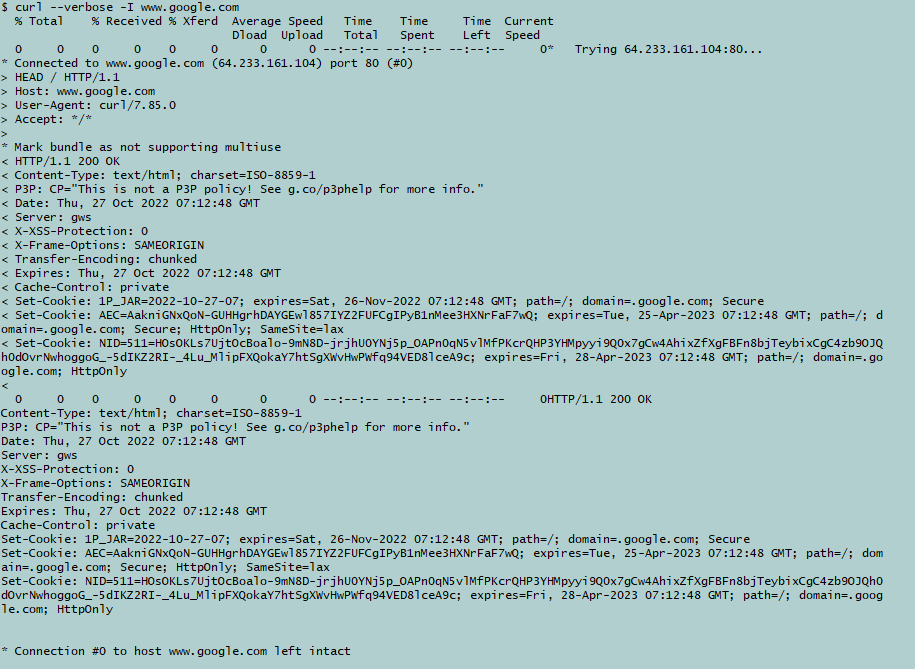 $ curl --verbose -I www.google.com
  % Total    % Received % Xferd  Average Speed   Time    Time     Time  Current
                                 Dload  Upload   Total   Spent    Left  Speed
  0     0    0     0    0     0      0      0 --:--:-- --:--:-- --:--:--     0*   Trying 64.233.161.104:80...
* Connected to www.google.com (64.233.161.104) port 80 (#0)
> HEAD / HTTP/1.1
> Host: www.google.com
> User-Agent: curl/7.85.0
> Accept: */*
>
* Mark bundle as not supporting multiuse
< HTTP/1.1 200 OK
< Content-Type: text/html; charset=ISO-8859-1
< P3P: CP="This is not a P3P policy! See g.co/p3phelp for more info."
< Date: Thu, 27 Oct 2022 07:12:48 GMT
< Server: gws
< X-XSS-Protection: 0
< X-Frame-Options: SAMEORIGIN
< Transfer-Encoding: chunked
< Expires: Thu, 27 Oct 2022 07:12:48 GMT
< Cache-Control: private
< Set-Cookie: 1P_JAR=2022-10-27-07; expires=Sat, 26-Nov-2022 07:12:48 GMT; path=/; domain=.google.com; Secure
< Set-Cookie: AEC=AakniGNxQoN-GUHHgrhDAYGEwl857IYZ2FUFCgIPyB1nMee3HXNrFaF7wQ; expires=Tue, 25-Apr-2023 07:12:48 GMT; path=/; d
omain=.google.com; Secure; HttpOnly; SameSite=lax
< Set-Cookie: NID=511=HOsOKLs7UjtOcBoalo-9mN8D-jrjhUOYNj5p_OAPnOqN5vlMfPKcrQHP3YHMpyyi9QOx7gCw4AhixZfXgFBFn8bjTeybixCgC4zb9OJQ
hOdOvrNwhoggoG_-5dIKZ2RI-_4Lu_MlipFXQokaY7htSgXWvHwPWfq94VED8lceA9c; expires=Fri, 28-Apr-2023 07:12:48 GMT; path=/; domain=.go
ogle.com; HttpOnly
<
  0     0    0     0    0     0      0      0 --:--:-- --:--:-- --:--:--     0HTTP/1.1 200 OK
Content-Type: text/html; charset=ISO-8859-1
P3P: CP="This is not a P3P policy! See g.co/p3phelp for more info."
Date: Thu, 27 Oct 2022 07:12:48 GMT
Server: gws
X-XSS-Protection: 0
X-Frame-Options: SAMEORIGIN
Transfer-Encoding: chunked
Expires: Thu, 27 Oct 2022 07:12:48 GMT
Cache-Control: private
Set-Cookie: 1P_JAR=2022-10-27-07; expires=Sat, 26-Nov-2022 07:12:48 GMT; path=/; domain=.google.com; Secure
Set-Cookie: AEC=AakniGNxQoN-GUHHgrhDAYGEwl857IYZ2FUFCgIPyB1nMee3HXNrFaF7wQ; expires=Tue, 25-Apr-2023 07:12:48 GMT; path=/; dom
ain=.google.com; Secure; HttpOnly; SameSite=lax
Set-Cookie: NID=511=HOsOKLs7UjtOcBoalo-9mN8D-jrjhUOYNj5p_OAPnOqN5vlMfPKcrQHP3YHMpyyi9QOx7gCw4AhixZfXgFBFn8bjTeybixCgC4zb9OJQhO
dOvrNwhoggoG_-5dIKZ2RI-_4Lu_MlipFXQokaY7htSgXWvHwPWfq94VED8lceA9c; expires=Fri, 28-Apr-2023 07:12:48 GMT; path=/; domain=.goog
le.com; HttpOnly
* Connection #0 to host www.google.com left intact